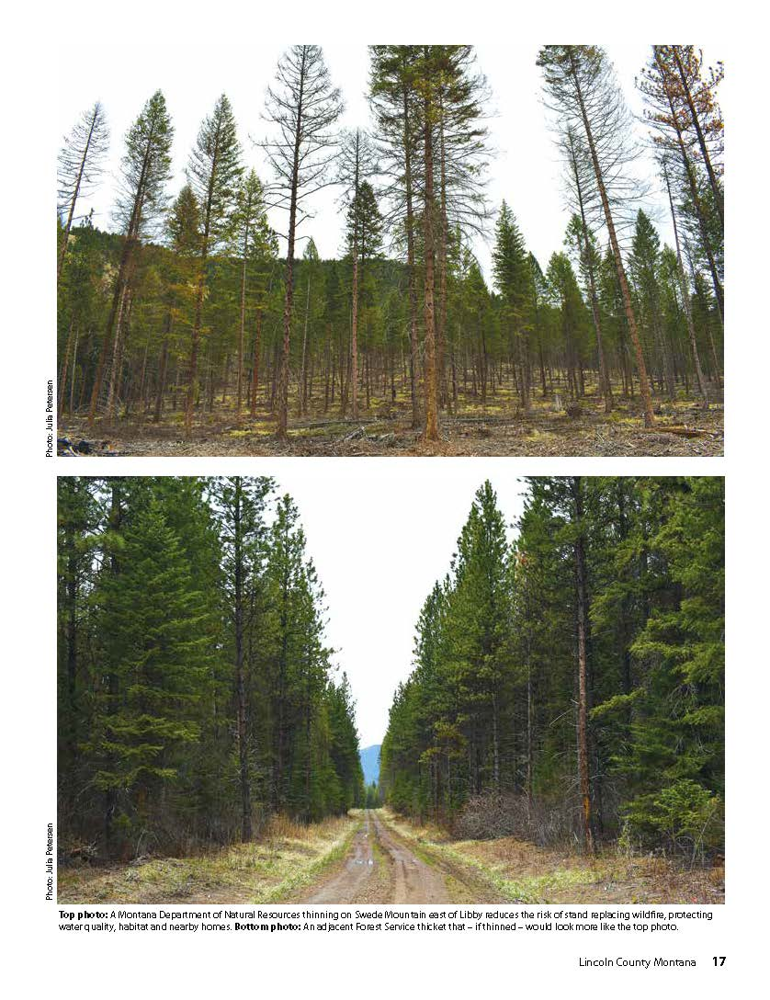 Photo: Julia Petersen
Photo: Julia Petersen
Top photo: A Montana Department of Natural Resources thinning on Swede Mountain east of Libby reduces the risk of stand replacing wildfire, protecting
water quality, habitat and nearby homes. Bottom photo: An adjacent Forest Service thicket that – if thinned – would look more like the top photo.
Lincoln County Montana 17